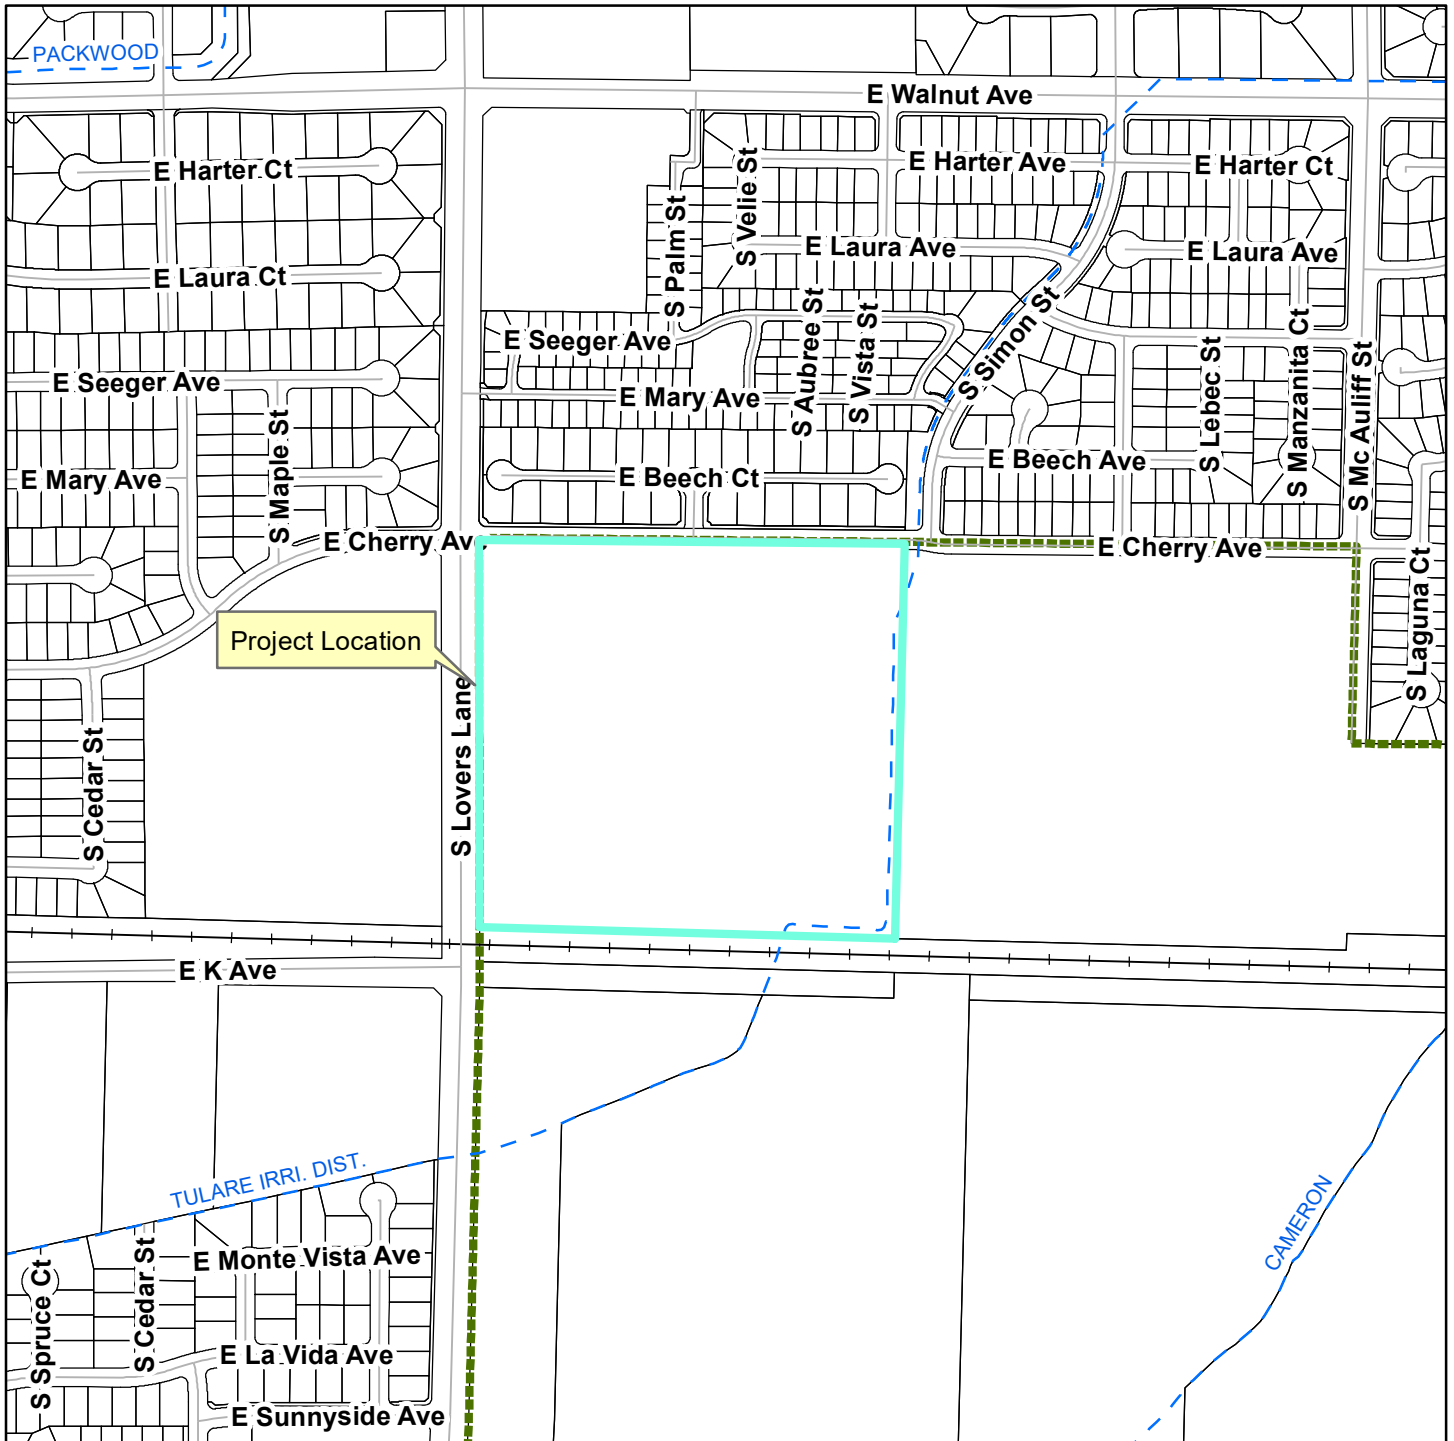 PACKWOOD
E Walnut Ave
E Harter Ct
E Harter Ave
E Harter Ct
S Velie St
S Palm St
E Laura Ave
E Laura Ave
E Laura Ct
S Simon St
S Aubree St
S Vista St
E Seeger Ave
E Seeger Ave
E Mary Ave
S Lebec St
S Manzanita Ct
S Mc Auliff St
S Maple St
E Mary Ave
E Beech Ct
E Beech Ave
E Cherry Ave
E Cherry Ave
S Laguna Ct
Project Location
S Lovers Lane
S Cedar St
E K Ave
TULARE IRRI. DIST.
CAMERON
E Monte Vista Ave
S Cedar St
S Spruce Ct
E La Vida Ave
E Sunnyside Ave